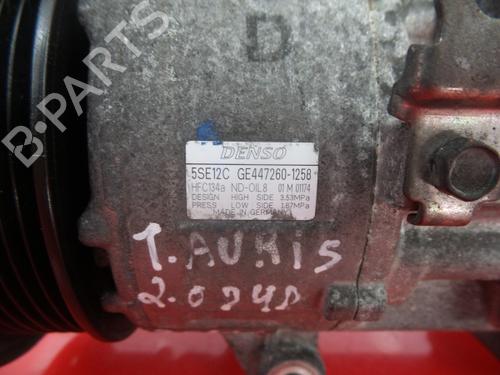 B-PARTS
D
DENSO
5SE12C GE447260-1258
HFC134a ND-OIL8 01 M 01174
DESIGN HIGH SIDE 3.53MPa
PRESS LOW SIDE 1.67MPa
MADE IN GERMANY
T. AURIS
2.0 D4D